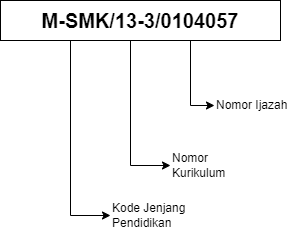 M-SMK/13-3/0104057
Nomor Ijazah
Nomor
Kurikulum
Kode Jenjang
Pendidikan